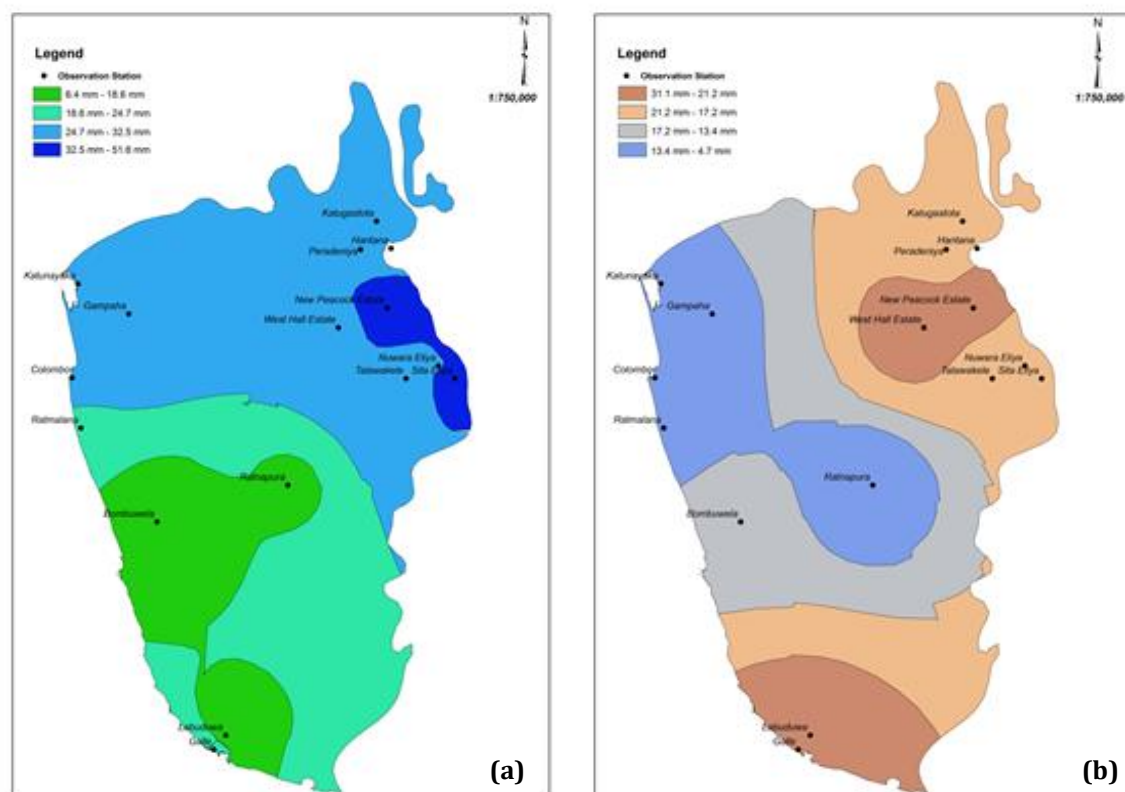 N
1:750,000
Legend
Observation Station
6.4 mm - 18.6 mm
18.6 mm - 24.7 mm
24.7 mm - 32.5 mm
32.5 mm - 51.6 mm
Katugastota
Hantana
Peradeniya
Katunayake
Gampaha
New Peacock Estate
West Hall Estate
Nuwara Eliya
Colombo
Talawakele Sita Eliya
Ratmalana
Ratnapura
Bombuwela
Labuduwa
Galle
(a)
N
1:750,000
Legend
Observation Station
31.1 mm - 21.2 mm
21.2 mm - 17.2 mm
17.2 mm - 13.4 mm
13.4 mm - 4.7 mm
Katugastota
Hantana
Peradeniya
Katunayake
Gampaha
New Peacock Estate
West Hall Estate
Nuwara Eliya
Colombo
Talawakele Sita Eliya
Ratmalana
Ratnapura
Bombuwela
Labuduwa
Galle
(b)